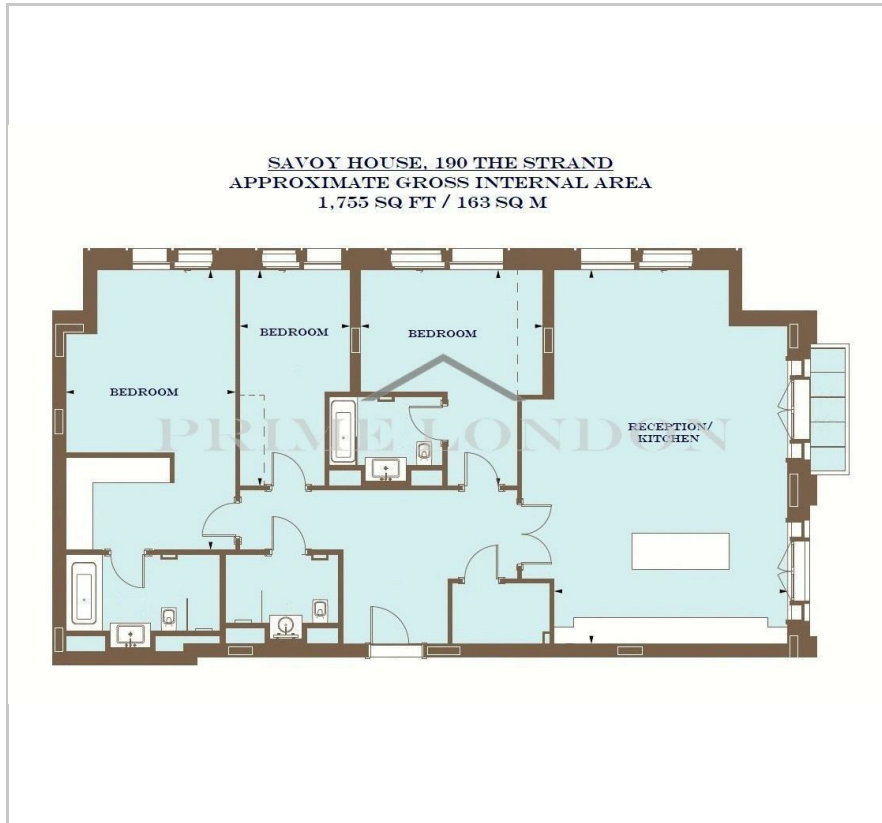 SAVOY HOUSE, 190 THE STRAND
APPROXIMATE GROSS INTERNAL AREA
1,755 SQ FT / 163 SQ M
BEDROOM
BEDROOM
BEDROOM
RECEPTION/
KITCHEN
PRIME LONDON